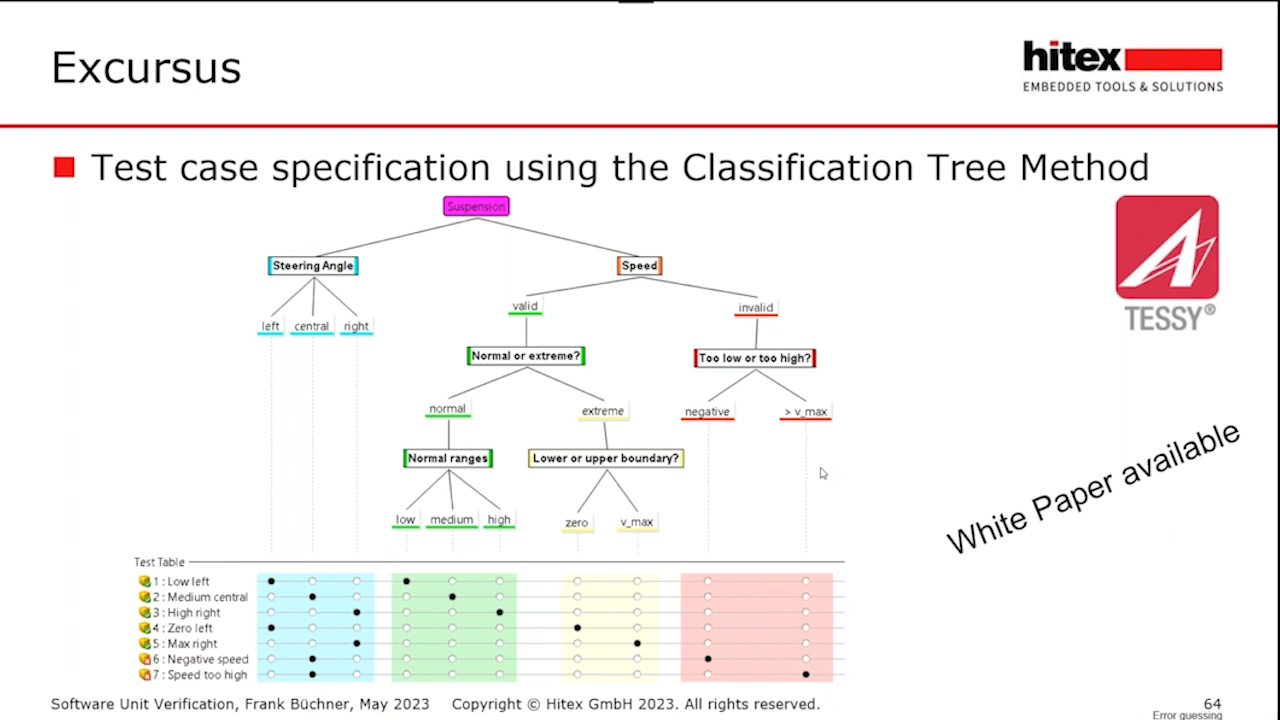 Excursus
hitex
EMBEDDED TOOLS & SOLUTIONS
Test case specification using the Classification Tree Method
Suspension
Steering Angle
Speed
valid
invalid
left
central
right
Normal or extreme?
Too low or too high?
normal
extreme
negative
> v_max
Normal ranges
Lower or upper boundary?
low
medium
high
zero
v_max
TESSY®
White Paper available
Test Table
1 : Low left
2 : Medium central
3 : High right
4 : Zero left
5 : Max right
6 : Negative speed
7 : Speed too high
Software Unit Verification, Frank Büchner, May 2023
Copyright © Hitex GmbH 2023. All rights reserved.
64
Error guessing